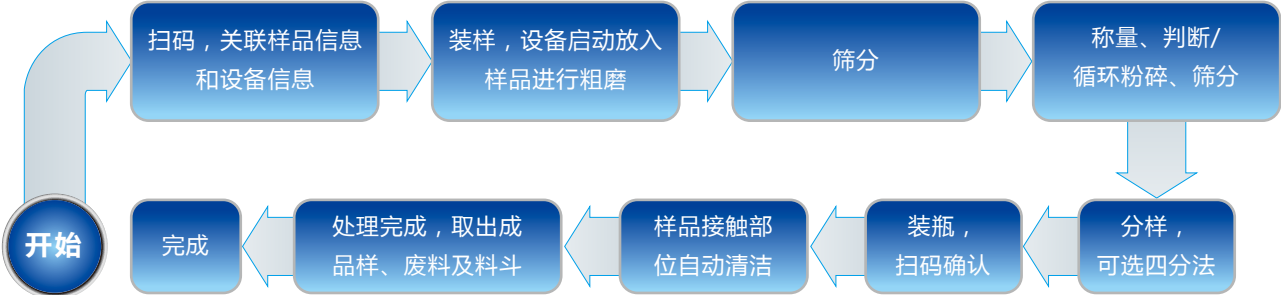 开始
扫码，关联样品信息
和设备信息
装样，设备启动放入
样品进行粗磨
筛分
称量、判断/
循环粉碎、筛分
分样，
可选四分法
装瓶，
扫码确认
样品接触部
位自动清洁
处理完成，取出成
品样、废料及料斗
完成